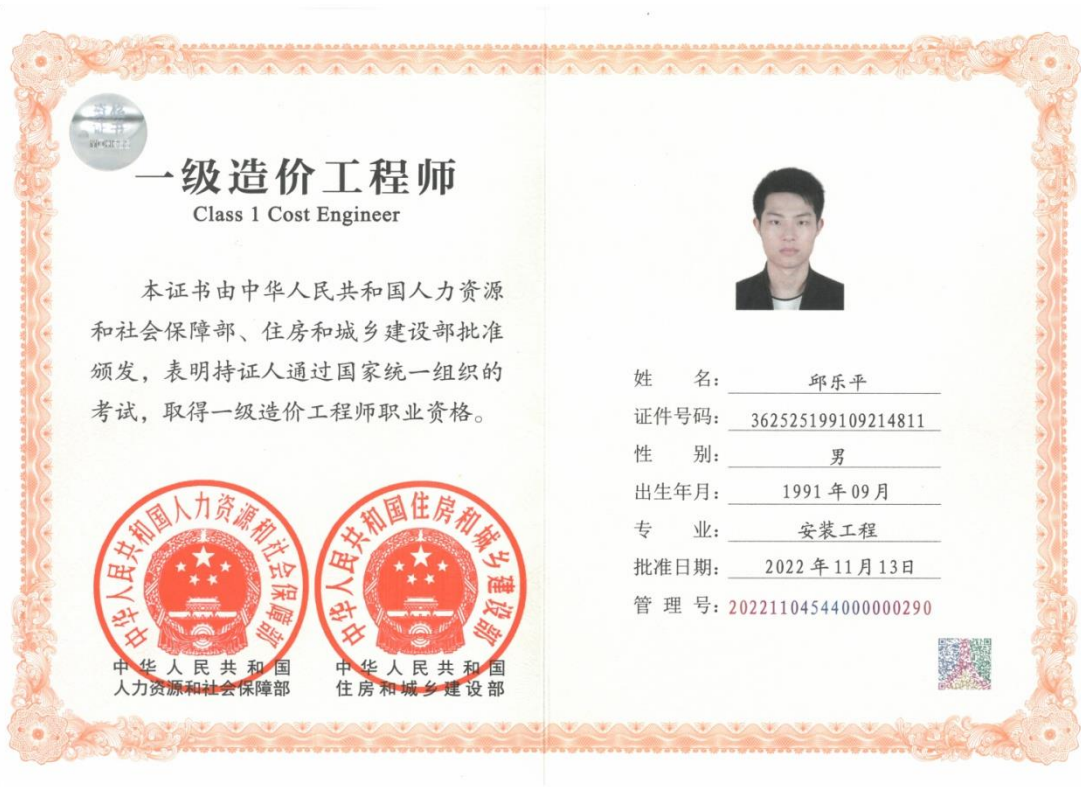 资格
证书
一级造价工程师
Class 1 Cost Engineer
本证书由中华人民共和国人力资源
和社会保障部、住房和城乡建设部批准
颁发，表明持证人通过国家统一组织的
考试，取得一级造价工程师职业资格。
中华人民共和国人力资源和社会保障部
中华人民共和国
人力资源和社会保障部
中华人民共和国住房和城乡建设部
中华人民共和国
住房和城乡建设部
姓 名：邱乐平
证件号码：362525199109214811
性 别：男
出生年月：1991年09月
专 业：安装工程
批准日期：2022年11月13日
管 理 号：20221104544000000290